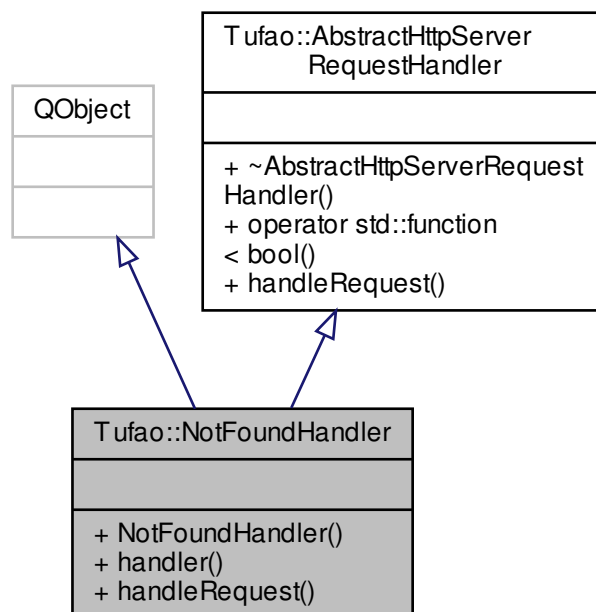 Tufao::AbstractHttpServer
RequestHandler
QObject
+ ~AbstractHttpServerRequest
Handler()
+ operator std::function
< bool()
+ handleRequest()
Tufao::NotFoundHandler
+ NotFoundHandler()
+ handler()
+ handleRequest()